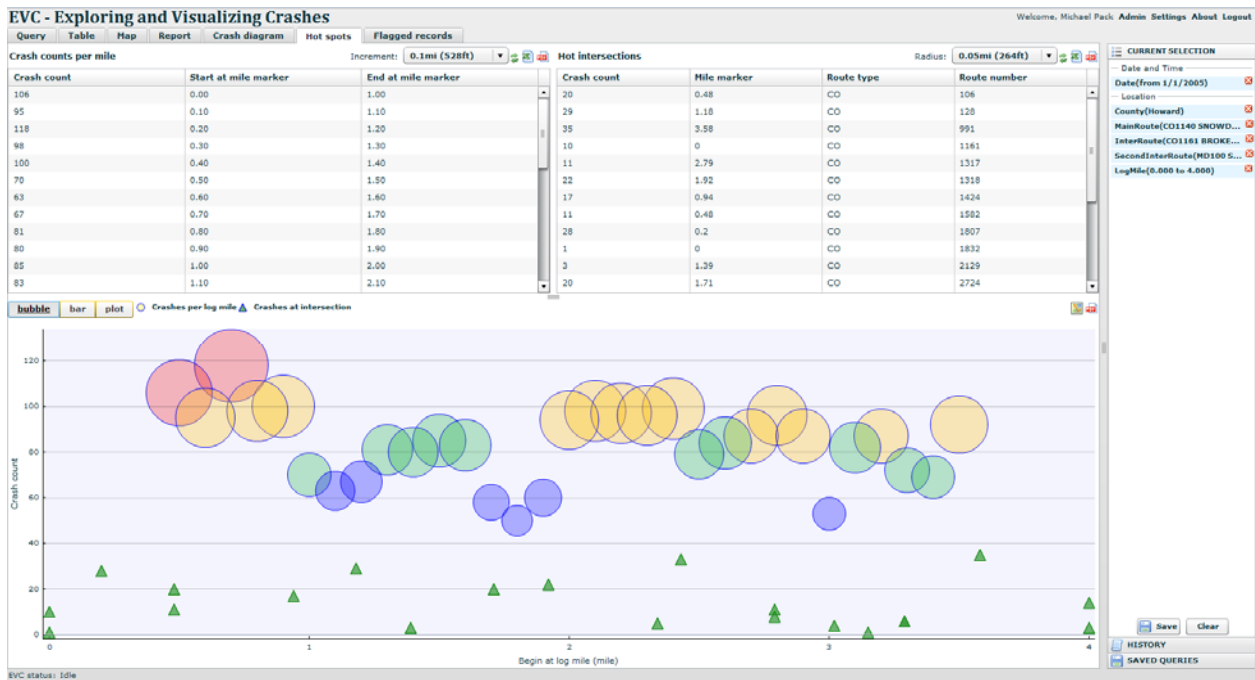 EVC - Exploring and Visualizing Crashes
Welcome, Michael Pack Admin Settings About Logout
Query Table Map Report Crash diagram Hot spots Flagged records
Crash counts per mile Increment: 0.1mi (528ft)
Crash count Start at mile marker End at mile marker
106 0.00 1.00
95 0.10 1.10
118 0.20 1.20
98 0.30 1.30
100 0.40 1.40
70 0.50 1.50
63 0.60 1.60
67 0.70 1.70
81 0.80 1.80
80 0.90 1.90
85 1.00 2.00
83 1.10 2.10
Hot intersections Radius: 0.05mi (264ft)
Crash count Mile marker Route type Route number
20 0.48 CO 106
29 1.18 CO 128
35 3.58 CO 991
10 0 CO 1161
11 2.79 CO 1317
22 1.92 CO 1318
17 0.94 CO 1424
11 0.48 CO 1582
28 0.2 CO 1807
1 0 CO 1832
3 1.39 CO 2129
20 1.71 CO 2724
CURRENT SELECTION
Date and Time
Date(from 1/1/2005)
Location
County(Howard)
MainRoute(CO1140 SNOWD...
InterRoute(CO1161 BROKE...
SecondInterRoute(MD100 S...
LogMile(0.000 to 4.000)
bubble bar plot Crashes per log mile Crashes at intersection
Crash count
120
100
80
60
40
20
0
0 1 2 3 4
Begin at log mile (mile)
Save Clear
HISTORY
SAVED QUERIES
EVC status: Idle